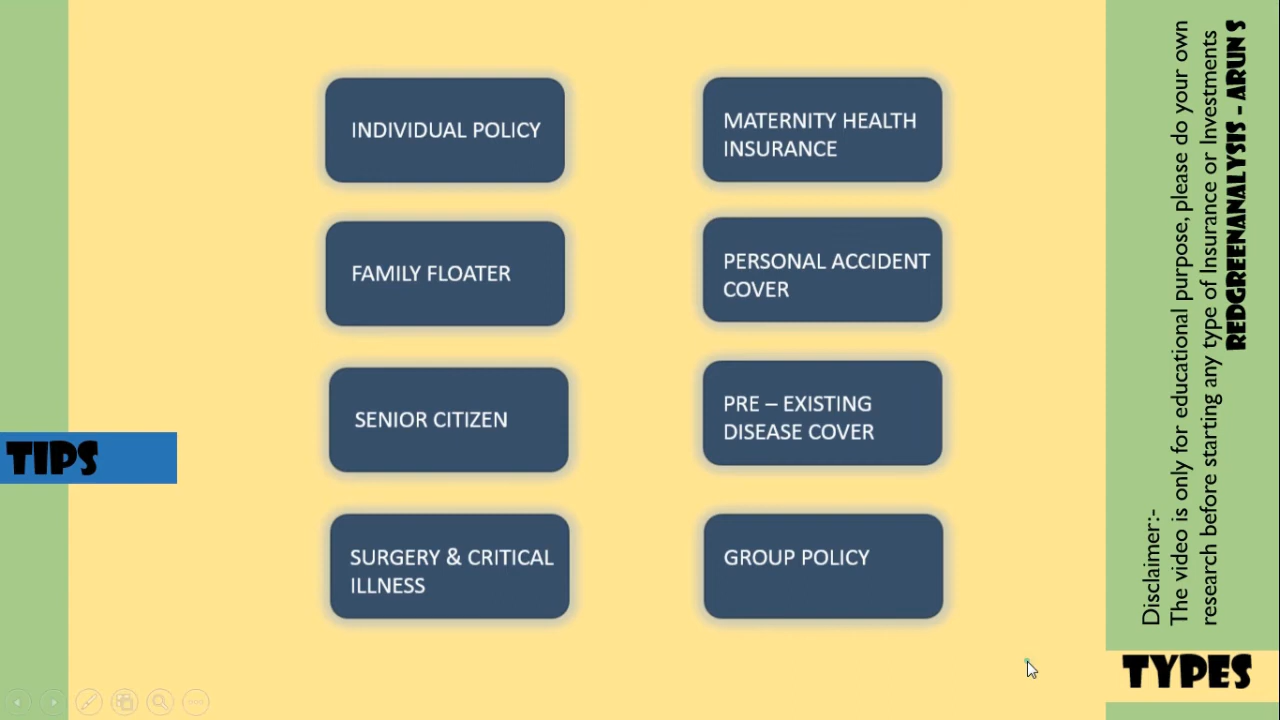 INDIVIDUAL POLICY
FAMILY FLOATER
SENIOR CITIZEN
SURGERY & CRITICAL
ILLNESS
MATERNITY HEALTH
INSURANCE
PERSONAL ACCIDENT
COVER
PRE – EXISTING
DISEASE COVER
GROUP POLICY
TIPS
Disclaimer:-
The video is only for educational purpose, please do your own
research before starting any type of Insurance or Investments
REDGREENANALYSIS - ARUN S
TYPES